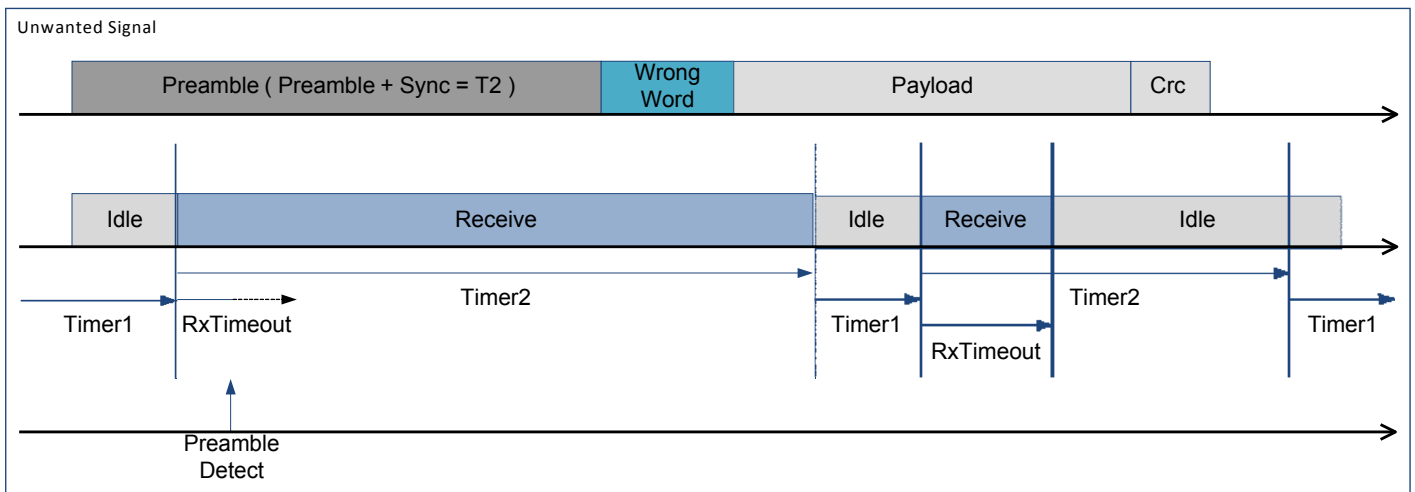 Unwanted Signal
Preamble ( Preamble + Sync = T2 )
Wrong
Word
Payload
Crc
Idle
Receive
Idle
Receive
Idle
Timer2
Timer2
Timer1
RxTimeout
Timer1
Timer1
RxTimeout
Preamble
Detect